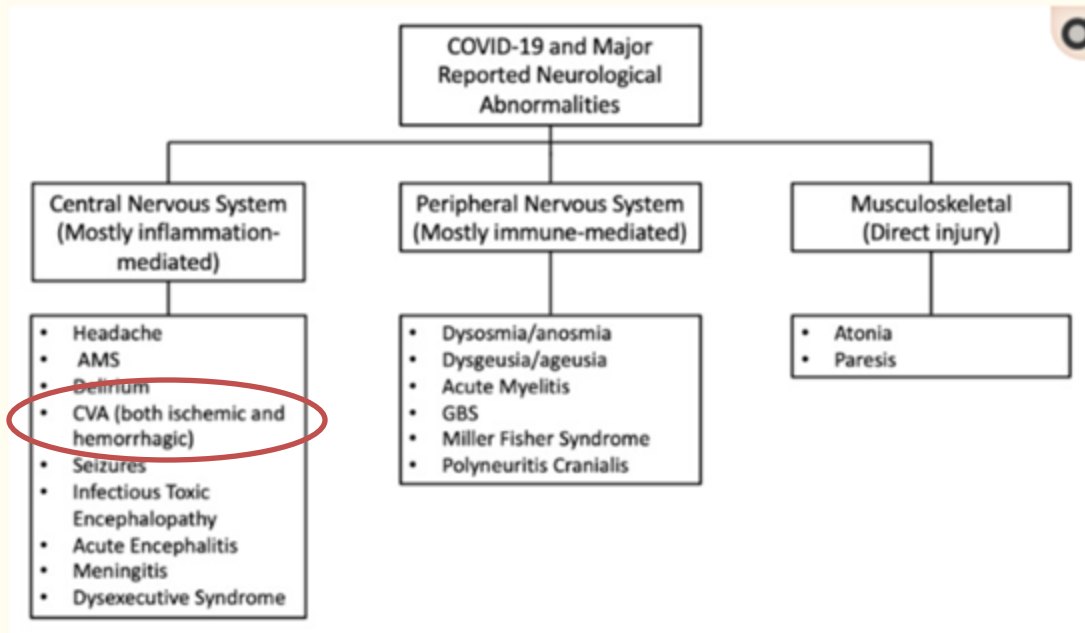 COVID-19 and Major
Reported Neurological
Abnormalities
Central Nervous System
(Mostly inflammation-
mediated)
Peripheral Nervous System
(Mostly immune-mediated)
Musculoskeletal
(Direct injury)
• Headache
• AMS
• Delirium
• CVA (both ischemic and
hemorrhagic)
• Seizures
• Infectious Toxic
Encephalopathy
• Acute Encephalitis
• Meningitis
• Dysexecutive Syndrome
• Dysosmia/anosmia
• Dysgeusia/ageusia
• Acute Myelitis
• GBS
• Miller Fisher Syndrome
• Polyneuritis Cranialis
• Atonia
• Paresis